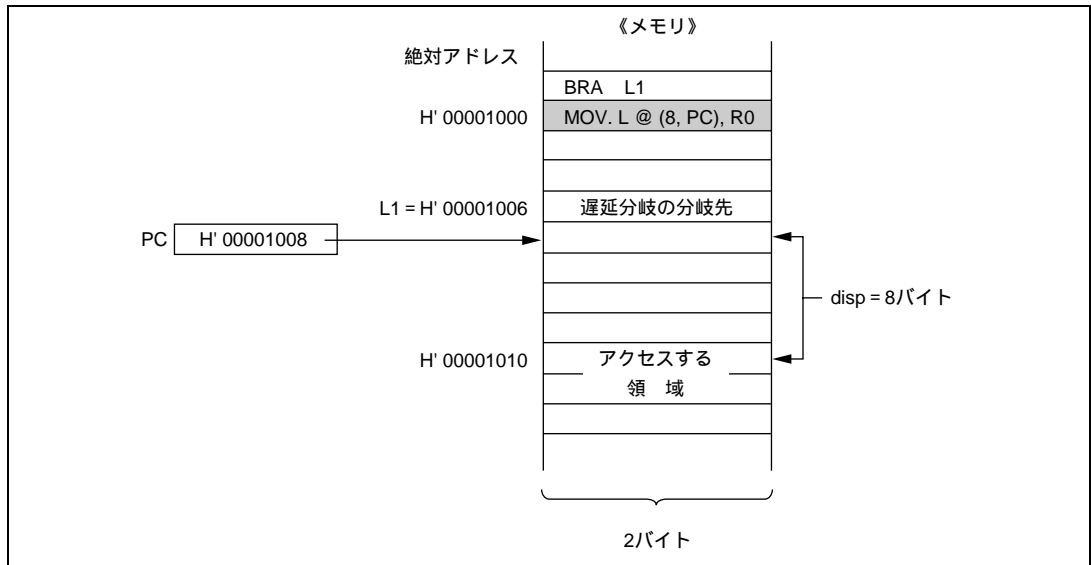 《メモリ》
絶対アドレス
BRA L1
H' 00001000 MOV. L @ (8, PC), R0
L1 = H' 00001006 遅延分岐の分岐先
PC H' 00001008
disp = 8バイト
H' 00001010 アクセスする
領 域
2バイト